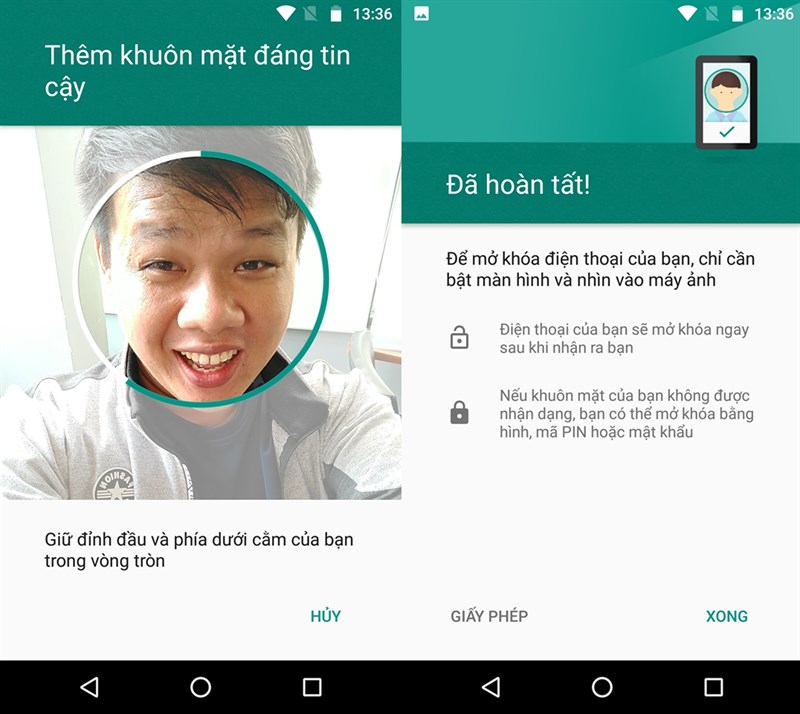 13:36
Thêm khuôn mặt đáng tin
cậy
FASHION
Giữ đỉnh đầu và phía dưới cằm của bạn
trong vòng tròn
HỦY
13:36
Đã hoàn tất!
Để mở khóa điện thoại của bạn, chỉ cần
bật màn hình và nhìn vào máy ảnh
Điện thoại của bạn sẽ mở khóa ngay
sau khi nhận ra bạn
Nếu khuôn mặt của bạn không được
nhận dạng, bạn có thể mở khóa bằng
hình, mã PIN hoặc mật khẩu
GIẤY PHÉP
XONG